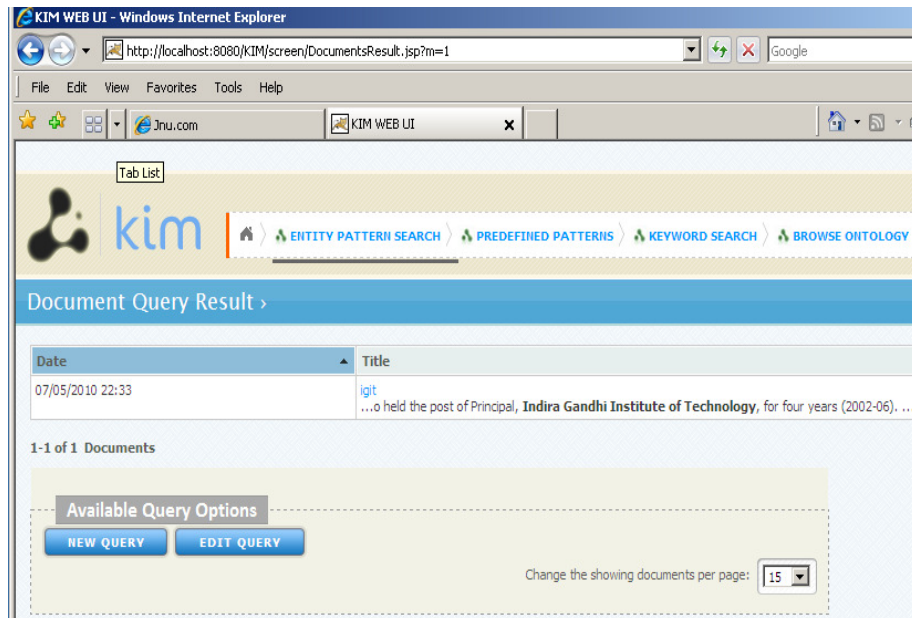 KIM WEB UI - Windows Internet Explorer
http://localhost:8080/KIM/screen/DocumentsResult.jsp?m=1
Google
File Edit View Favorites Tools Help
Jnu.com
KIM WEB UI
Tab List
kim
ENTITY PATTERN SEARCH
PREDEFINED PATTERNS
KEYWORD SEARCH
BROWSE ONTOLOGY
Document Query Result ›
Date
Title
07/05/2010 22:33
igit
...o held the post of Principal, Indira Gandhi Institute of Technology, for four years (2002-06). ...
1-1 of 1 Documents
Available Query Options
NEW QUERY
EDIT QUERY
Change the showing documents per page: 15